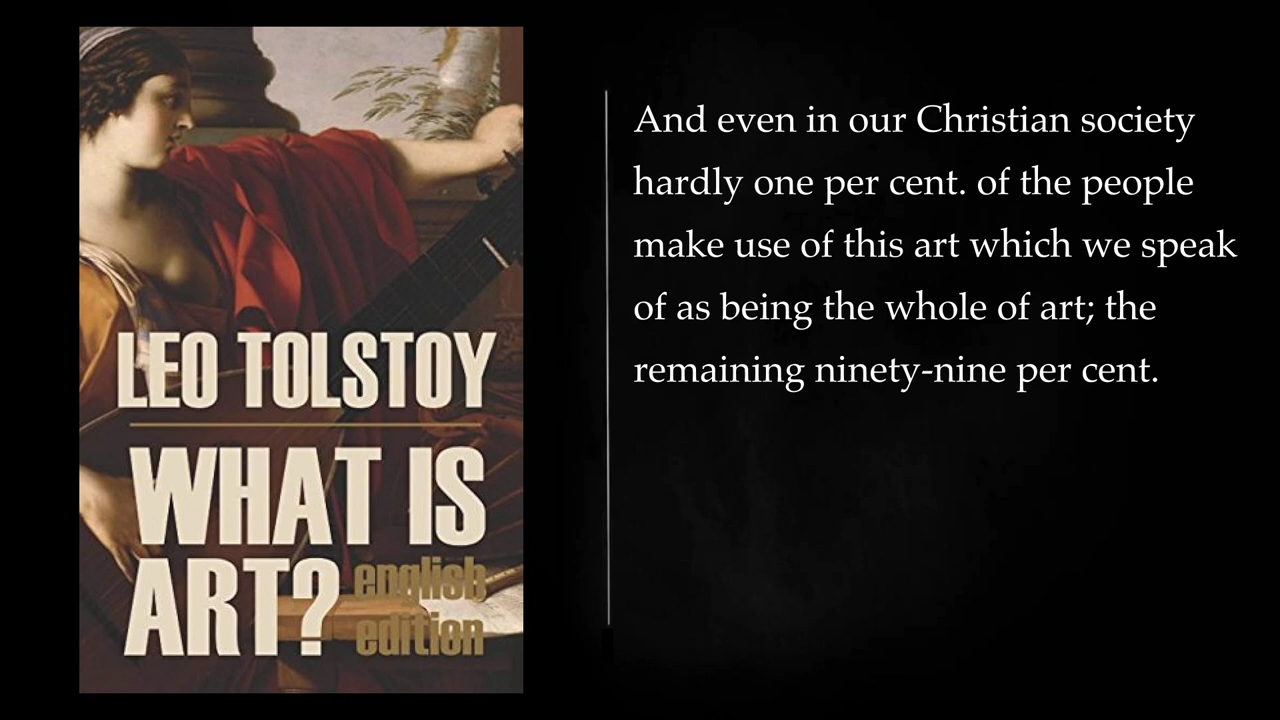 LEO TOLSTOY
WHAT IS
ART?
english
edition
And even in our Christian society
hardly one per cent. of the people
make use of this art which we speak
of as being the whole of art; the
remaining ninety-nine per cent.